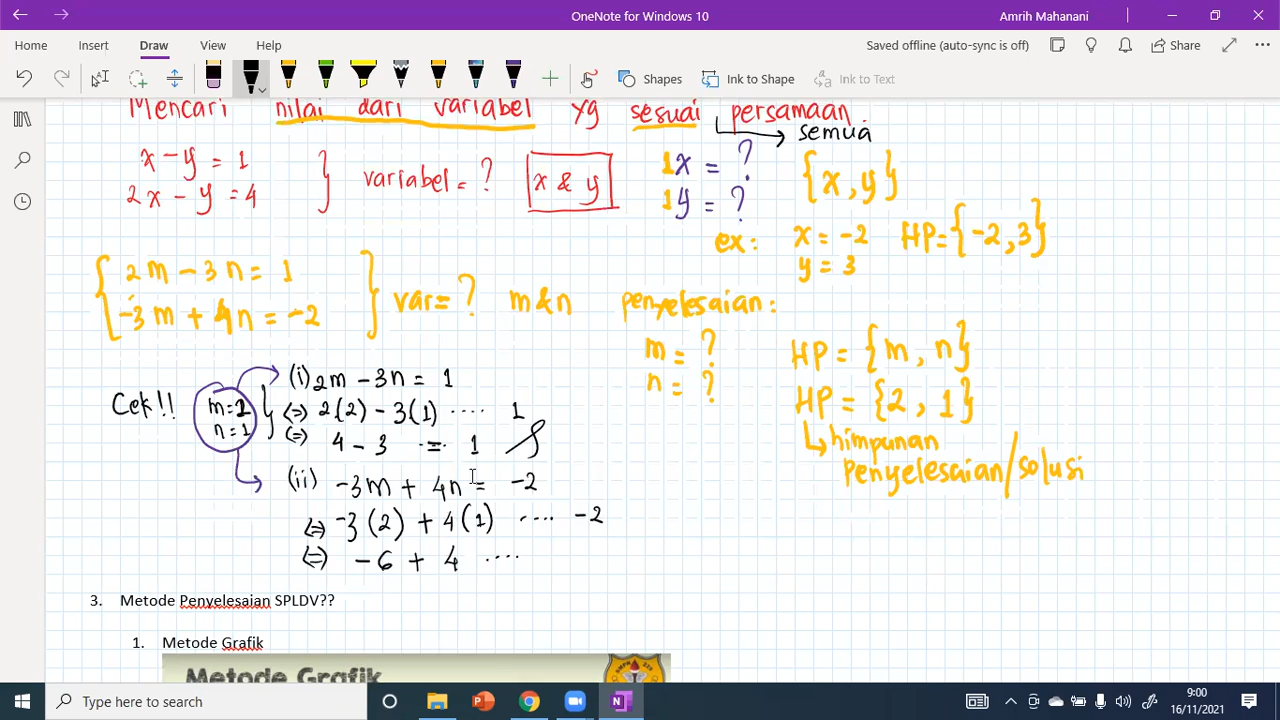 OneNote for Windows 10
Amrih Mahanani
Home Insert Draw View Help
Saved offline (auto-sync is off)
Share
Shapes
Ink to Shape
Ink to Text
Mencari nilai dari variabel yg sesuai persamaan
semua
x - y = 1
2x - y = 4
variabel = ?
x & y
1x = ?
1y = ?
{x, y}
ex: x = -2
y = 3
HP = {-2, 3}
2m - 3n = 1
-3m + 4n = -2
var = ? m & n
penyelesaian:
m = ?
n = ?
HP = {m, n}
HP = {2, 1}
himpunan
penyelesaian/solusi
Cek!!
n = 1
(i) 2m - 3n = 1
(=) 2(2) - 3(1) .... 1
(=) 4 - 3 = 1
(ii) -3m + 4n = -2
(=) -3(2) + 4(1) .... -2
(=) -6 + 4 ....
3. Metode Penyelesaian SPLDV??
1. Metode Grafik
Metode Grafik
Type here to search
9:00
16/11/2021